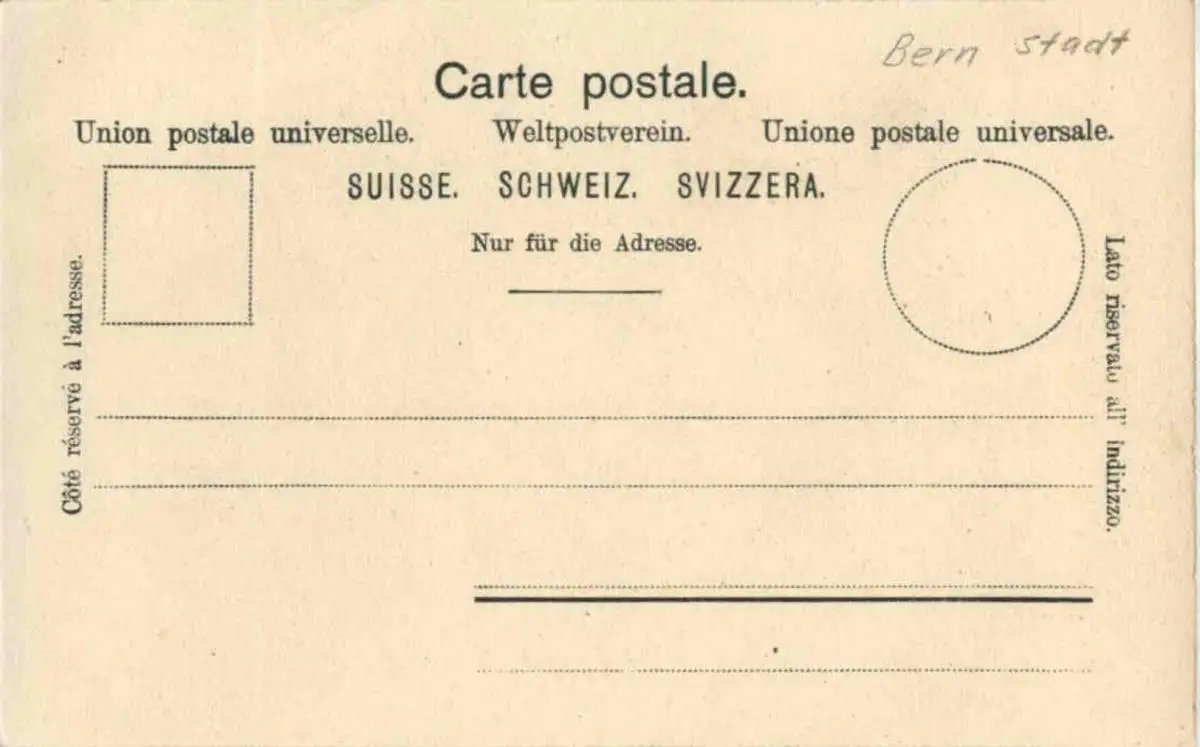 Bern stadt
Carte postale.
Union postale universelle. Weltpostverein. Unione postale universale.
SUISSE. SCHWEIZ. SVIZZERA.
Nur für die Adresse.
Côté réservé à l'adresse.
Lato riservato all' indirizzo.